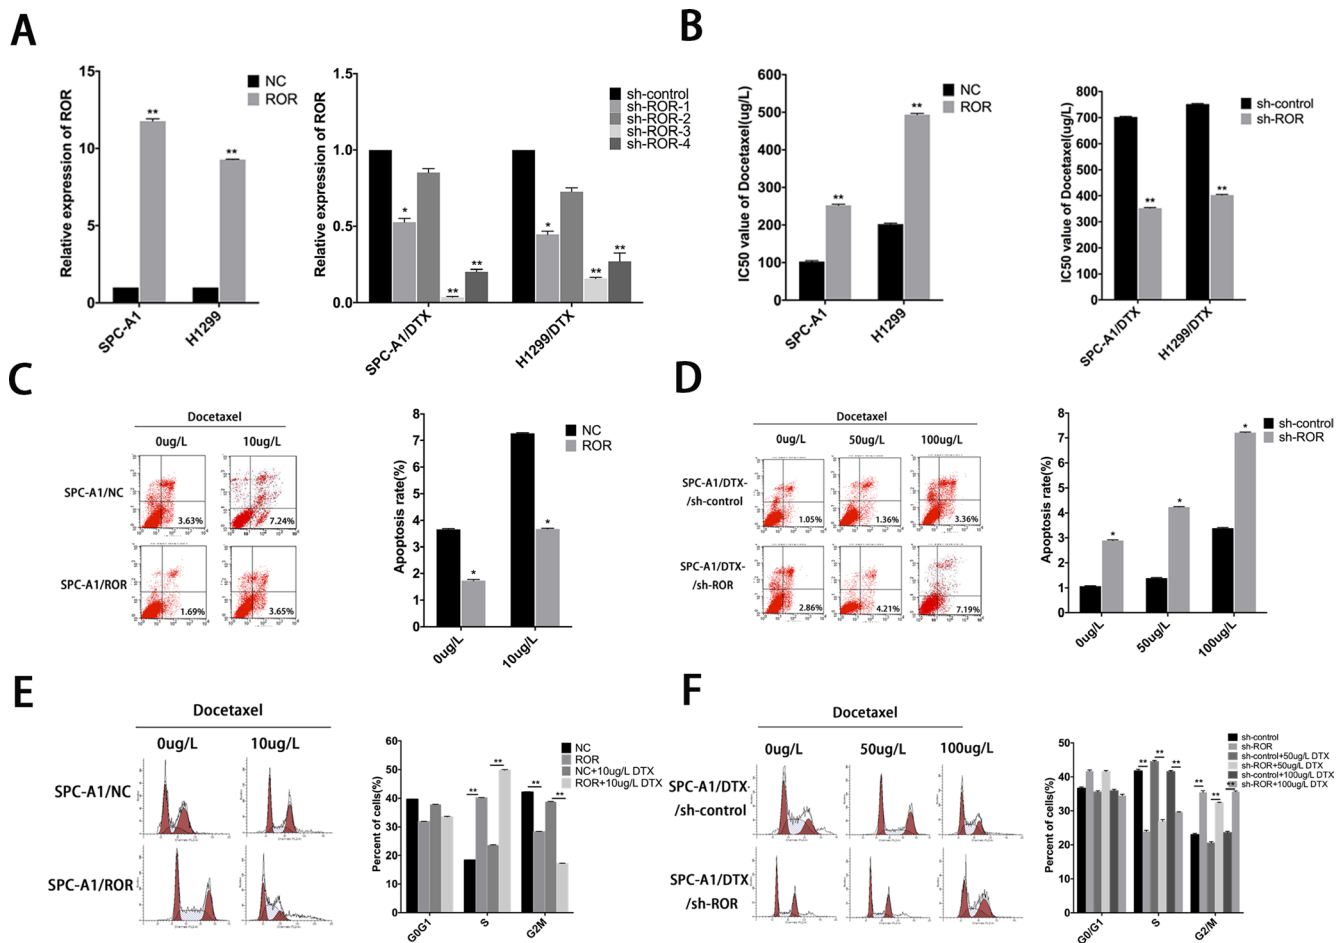 A
15
10
5
0
Relative expression of ROR
NC
ROR
**
**
SPC-A1
H1299
1.5
1.0
0.5
0.0
Relative expression of ROR
sh-control
sh-ROR-1
sh-ROR-2
sh-ROR-3
sh-ROR-4
*
**
**
*
**
**
SPC-A1/DTX
H1299/DTX
B
600
500
400
300
200
100
0
IC50 value of Docetaxel(ug/L)
NC
ROR
**
**
SPC-A1
H1299
800
700
600
500
400
300
200
100
0
IC50 value of Docetaxel(ug/L)
sh-control
sh-ROR
**
**
SPC-A1/DTX
H1299/DTX
C
Docetaxel
0ug/L
10ug/L
SPC-A1/NC
3.63%
7.24%
SPC-A1/ROR
1.69%
3.65%
8
7
6
5
4
3
2
1
0
Apoptosis rate(%)
NC
ROR
*
*
0ug/L
10ug/L
D
Docetaxel
0ug/L
50ug/L
100ug/L
SPC-A1/DTX-
/sh-control
1.05%
1.36%
3.36%
SPC-A1/DTX-
/sh-ROR
2.86%
4.21%
7.19%
8
7
6
5
4
3
2
1
0
Apoptosis rate(%)
sh-control
sh-ROR
*
*
*
0ug/L
50ug/L
100ug/L
E
Docetaxel
0ug/L
10ug/L
SPC-A1/NC
SPC-A1/ROR
60
50
40
30
20
10
0
Percent of cells(%)
NC
ROR
NC+10ug/L DTX
ROR+10ug/L DTX
**
**
**
**
G0G1
S
G2/M
F
Docetaxel
0ug/L
50ug/L
100ug/L
SPC-A1/DTX
/sh-control
SPC-A1/DTX
/sh-ROR
50
40
30
20
10
0
Percent of cells(%)
sh-control
sh-ROR
sh-control+50ug/L DTX
sh-ROR+50ug/L DTX
sh-control+100ug/L DTX
sh-ROR+100ug/L DTX
**
**
**
**
**
**
G0/G1
S
G2/M